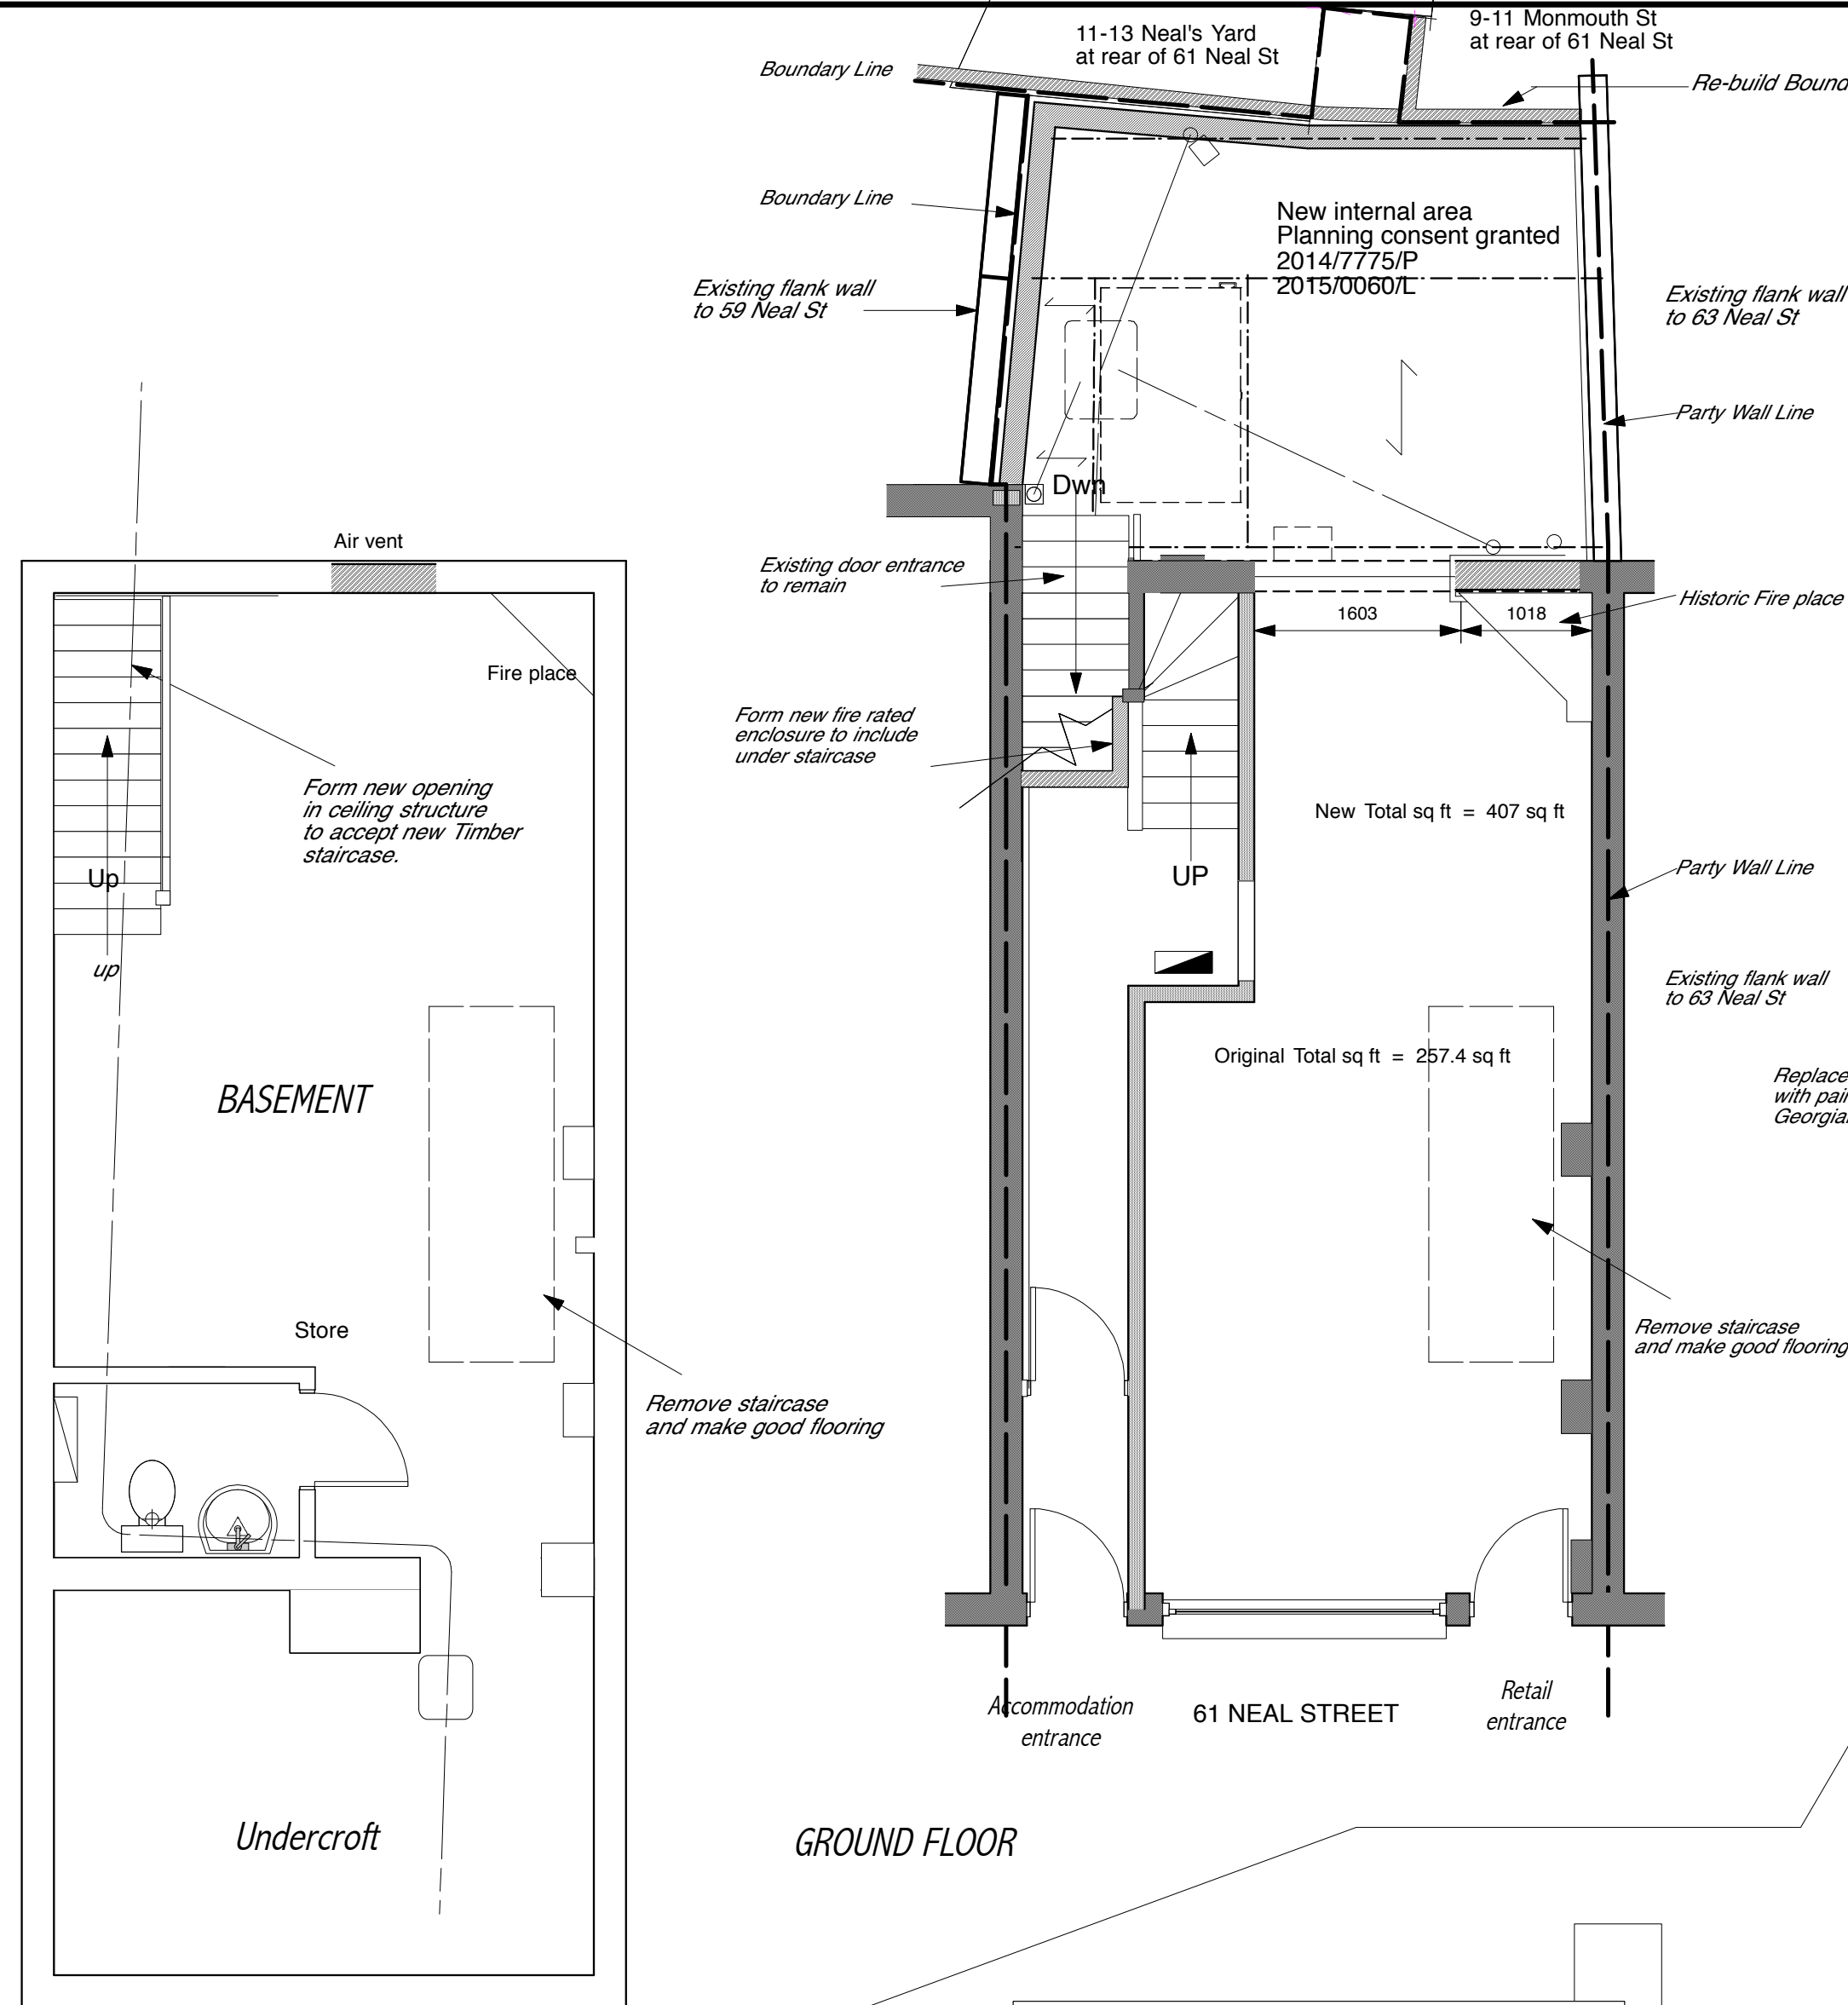 11-13 Neal's Yard
at rear of 61 Neal St
9-11 Monmouth St
at rear of 61 Neal St
Boundary Line
Re-build Bound
Boundary Line
New internal area
Planning consent granted
2014/7775/P
2015/0060/L
Existing flank wall
to 59 Neal St
Existing flank wall
to 63 Neal St
Party Wall Line
Dwn
Air vent
Existing door entrance
to remain
Historic Fire place
1603
1018
Fire place
Form new fire rated
enclosure to include
under staircase
Form new opening
in ceiling structure
to accept new Timber
staircase.
New Total sq ft = 407 sq ft
Up
UP
Party Wall Line
up
Existing flank wall
to 63 Neal St
Original Total sq ft = 257.4 sq ft
BASEMENT
Replace
with pai
Georgia
Store
Remove staircase
and make good flooring
Remove staircase
and make good flooring
Accommodation
entrance
61 NEAL STREET
Retail
entrance
Undercroft
GROUND FLOOR